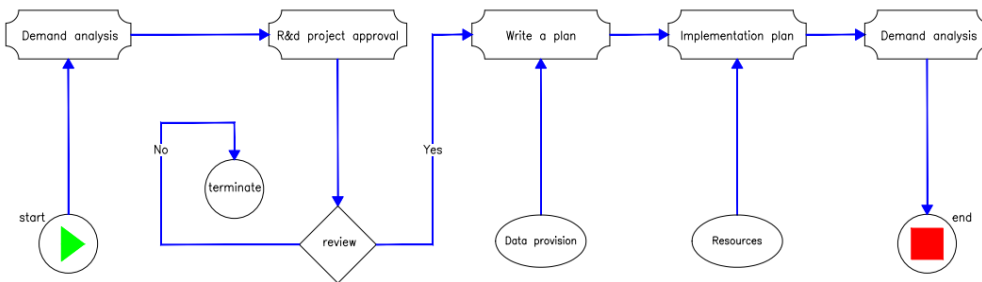 Demand analysis
R&d project approval
Write a plan
Implementation plan
Demand analysis
No
Yes
terminate
start
review
Data provision
Resources
end